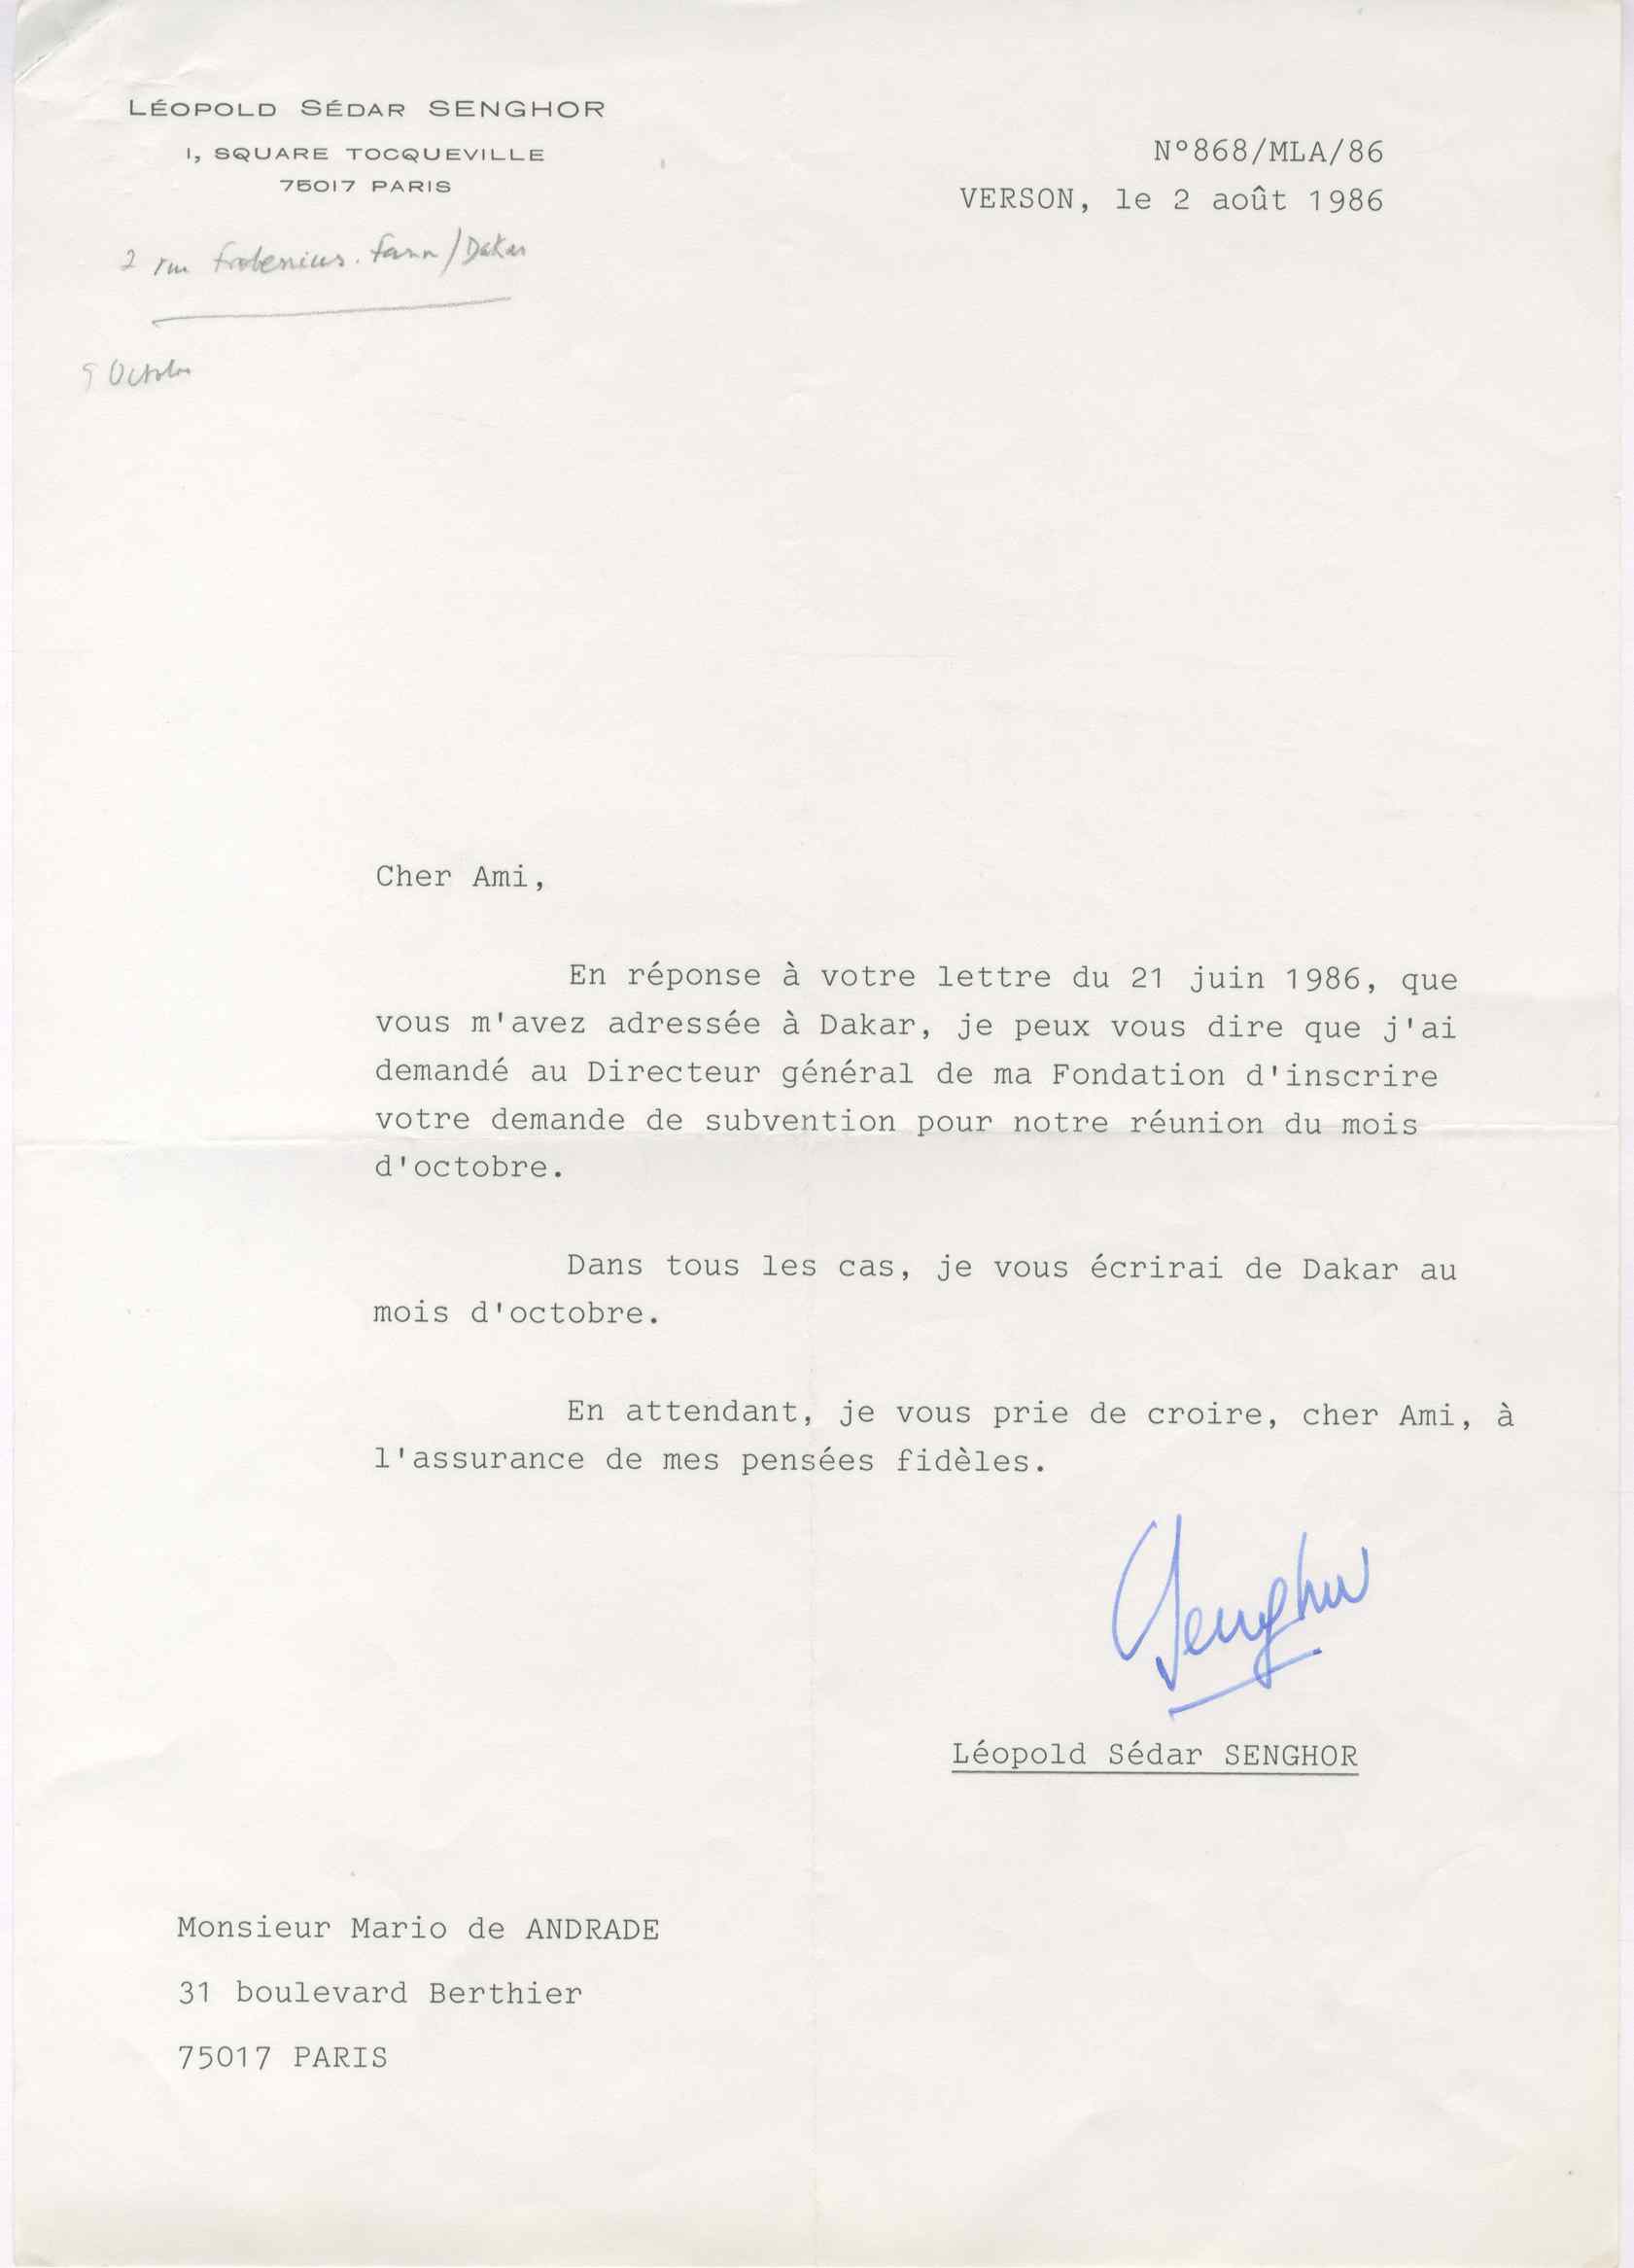 LÉOPOLD SÉDAR SENGHOR
1, SQUARE TOCQUEVILLE
75017 PARIS
N°868/MLA/86
VERSON, le 2 août 1986
2 rue Frobenius. Fann/Dakar
5 Octobre
Cher Ami,
En réponse à votre lettre du 21 juin 1986, que
vous m'avez adressée à Dakar, je peux vous dire que j'ai
demandé au Directeur général de ma Fondation d'inscrire
votre demande de subvention pour notre réunion du mois
d'octobre.
Dans tous les cas, je vous écrirai de Dakar au
mois d'octobre.
En attendant, je vous prie de croire, cher Ami, à
l'assurance de mes pensées fidèles.
Senghor
Léopold Sédar SENGHOR
Monsieur Mario de ANDRADE
31 boulevard Berthier
75017 PARIS